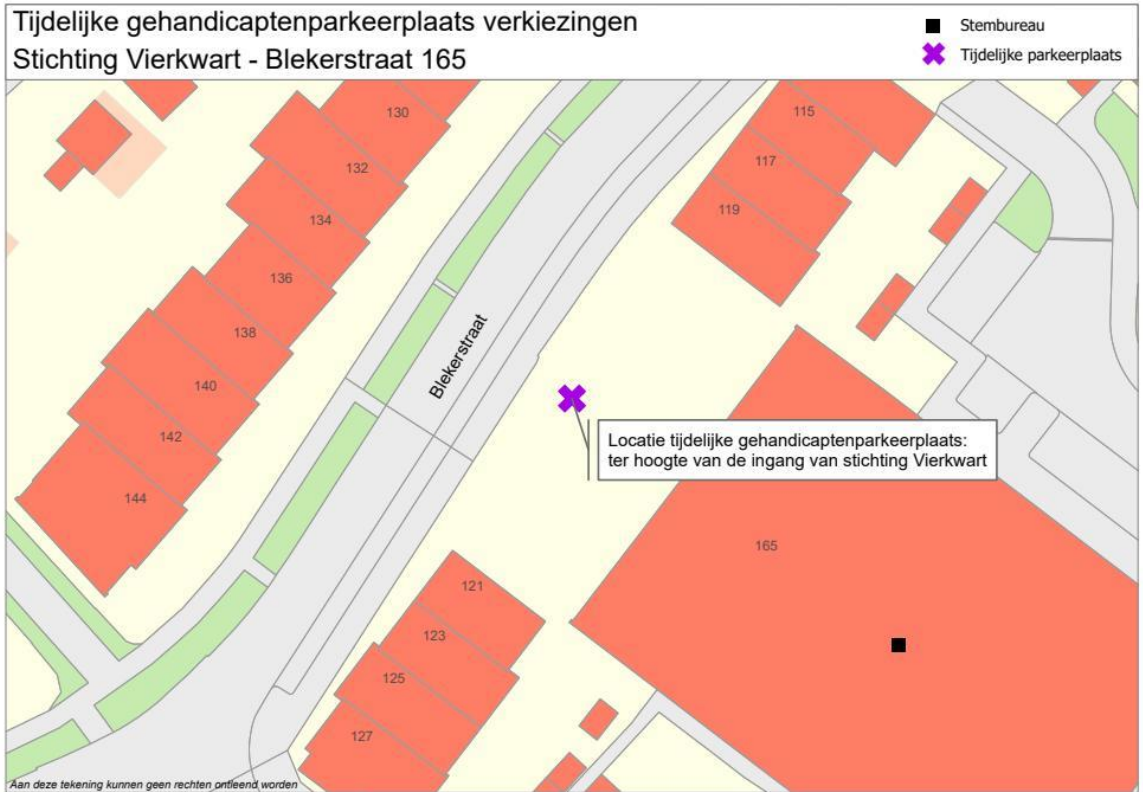 Tijdelijke gehandicaptenparkeerplaats verkiezingen
Stichting Vierkwart - Blekerstraat 165
Stembureau
Tijdelijke parkeerplaats
130
132
134
136
138
140
142
144
115
117
119
Blekerstraat
Locatie tijdelijke gehandicaptenparkeerplaats:
ter hoogte van de ingang van stichting Vierkwart
165
121
123
125
127
Aan deze tekening kunnen geen rechten ontleend worden